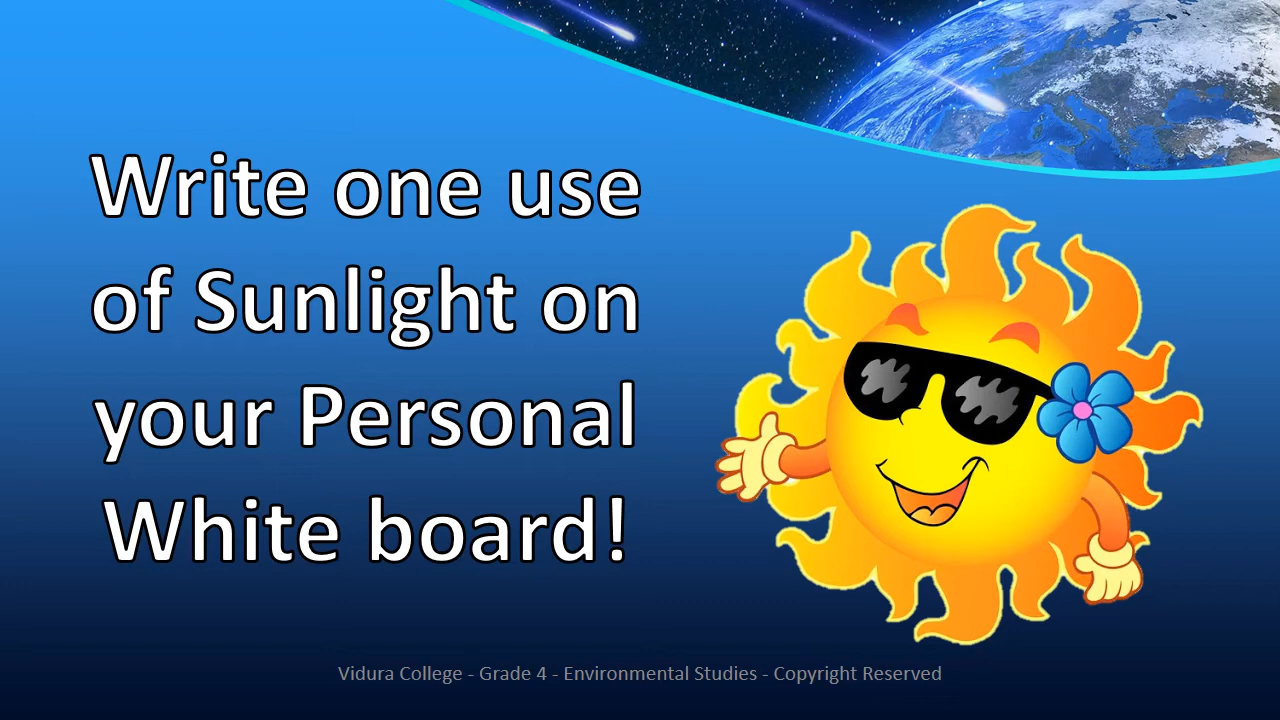 Write one use
of Sunlight on
your Personal
White board!
Vidura College - Grade 4 - Environmental Studies - Copyright Reserved